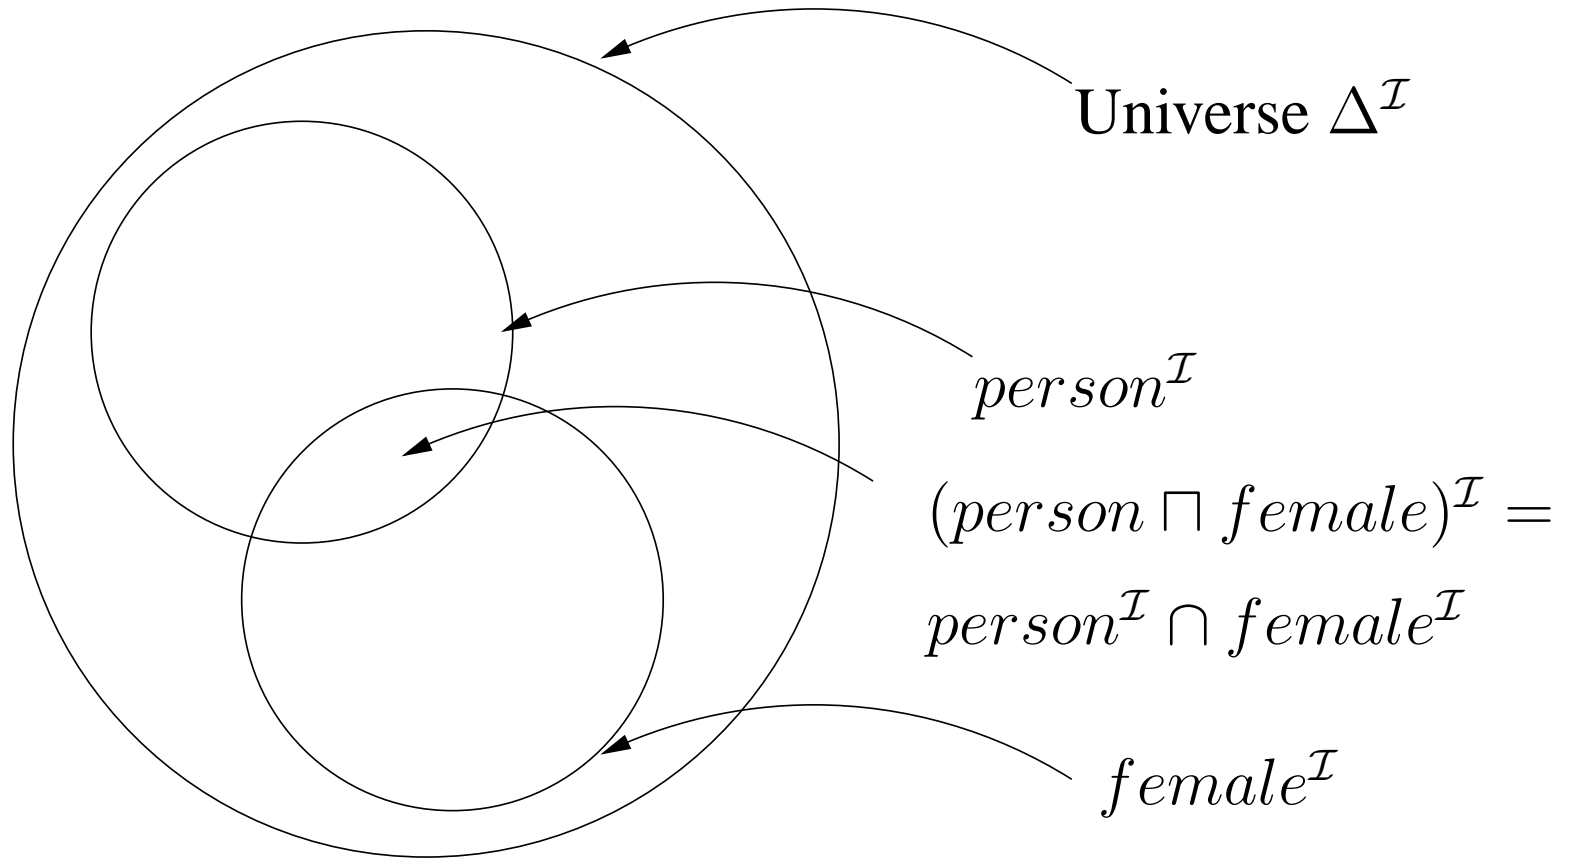 Universe Δ^ℐ
person^ℐ
(person ⊓ female)^ℐ =
person^ℐ ∩ female^ℐ
female^ℐ